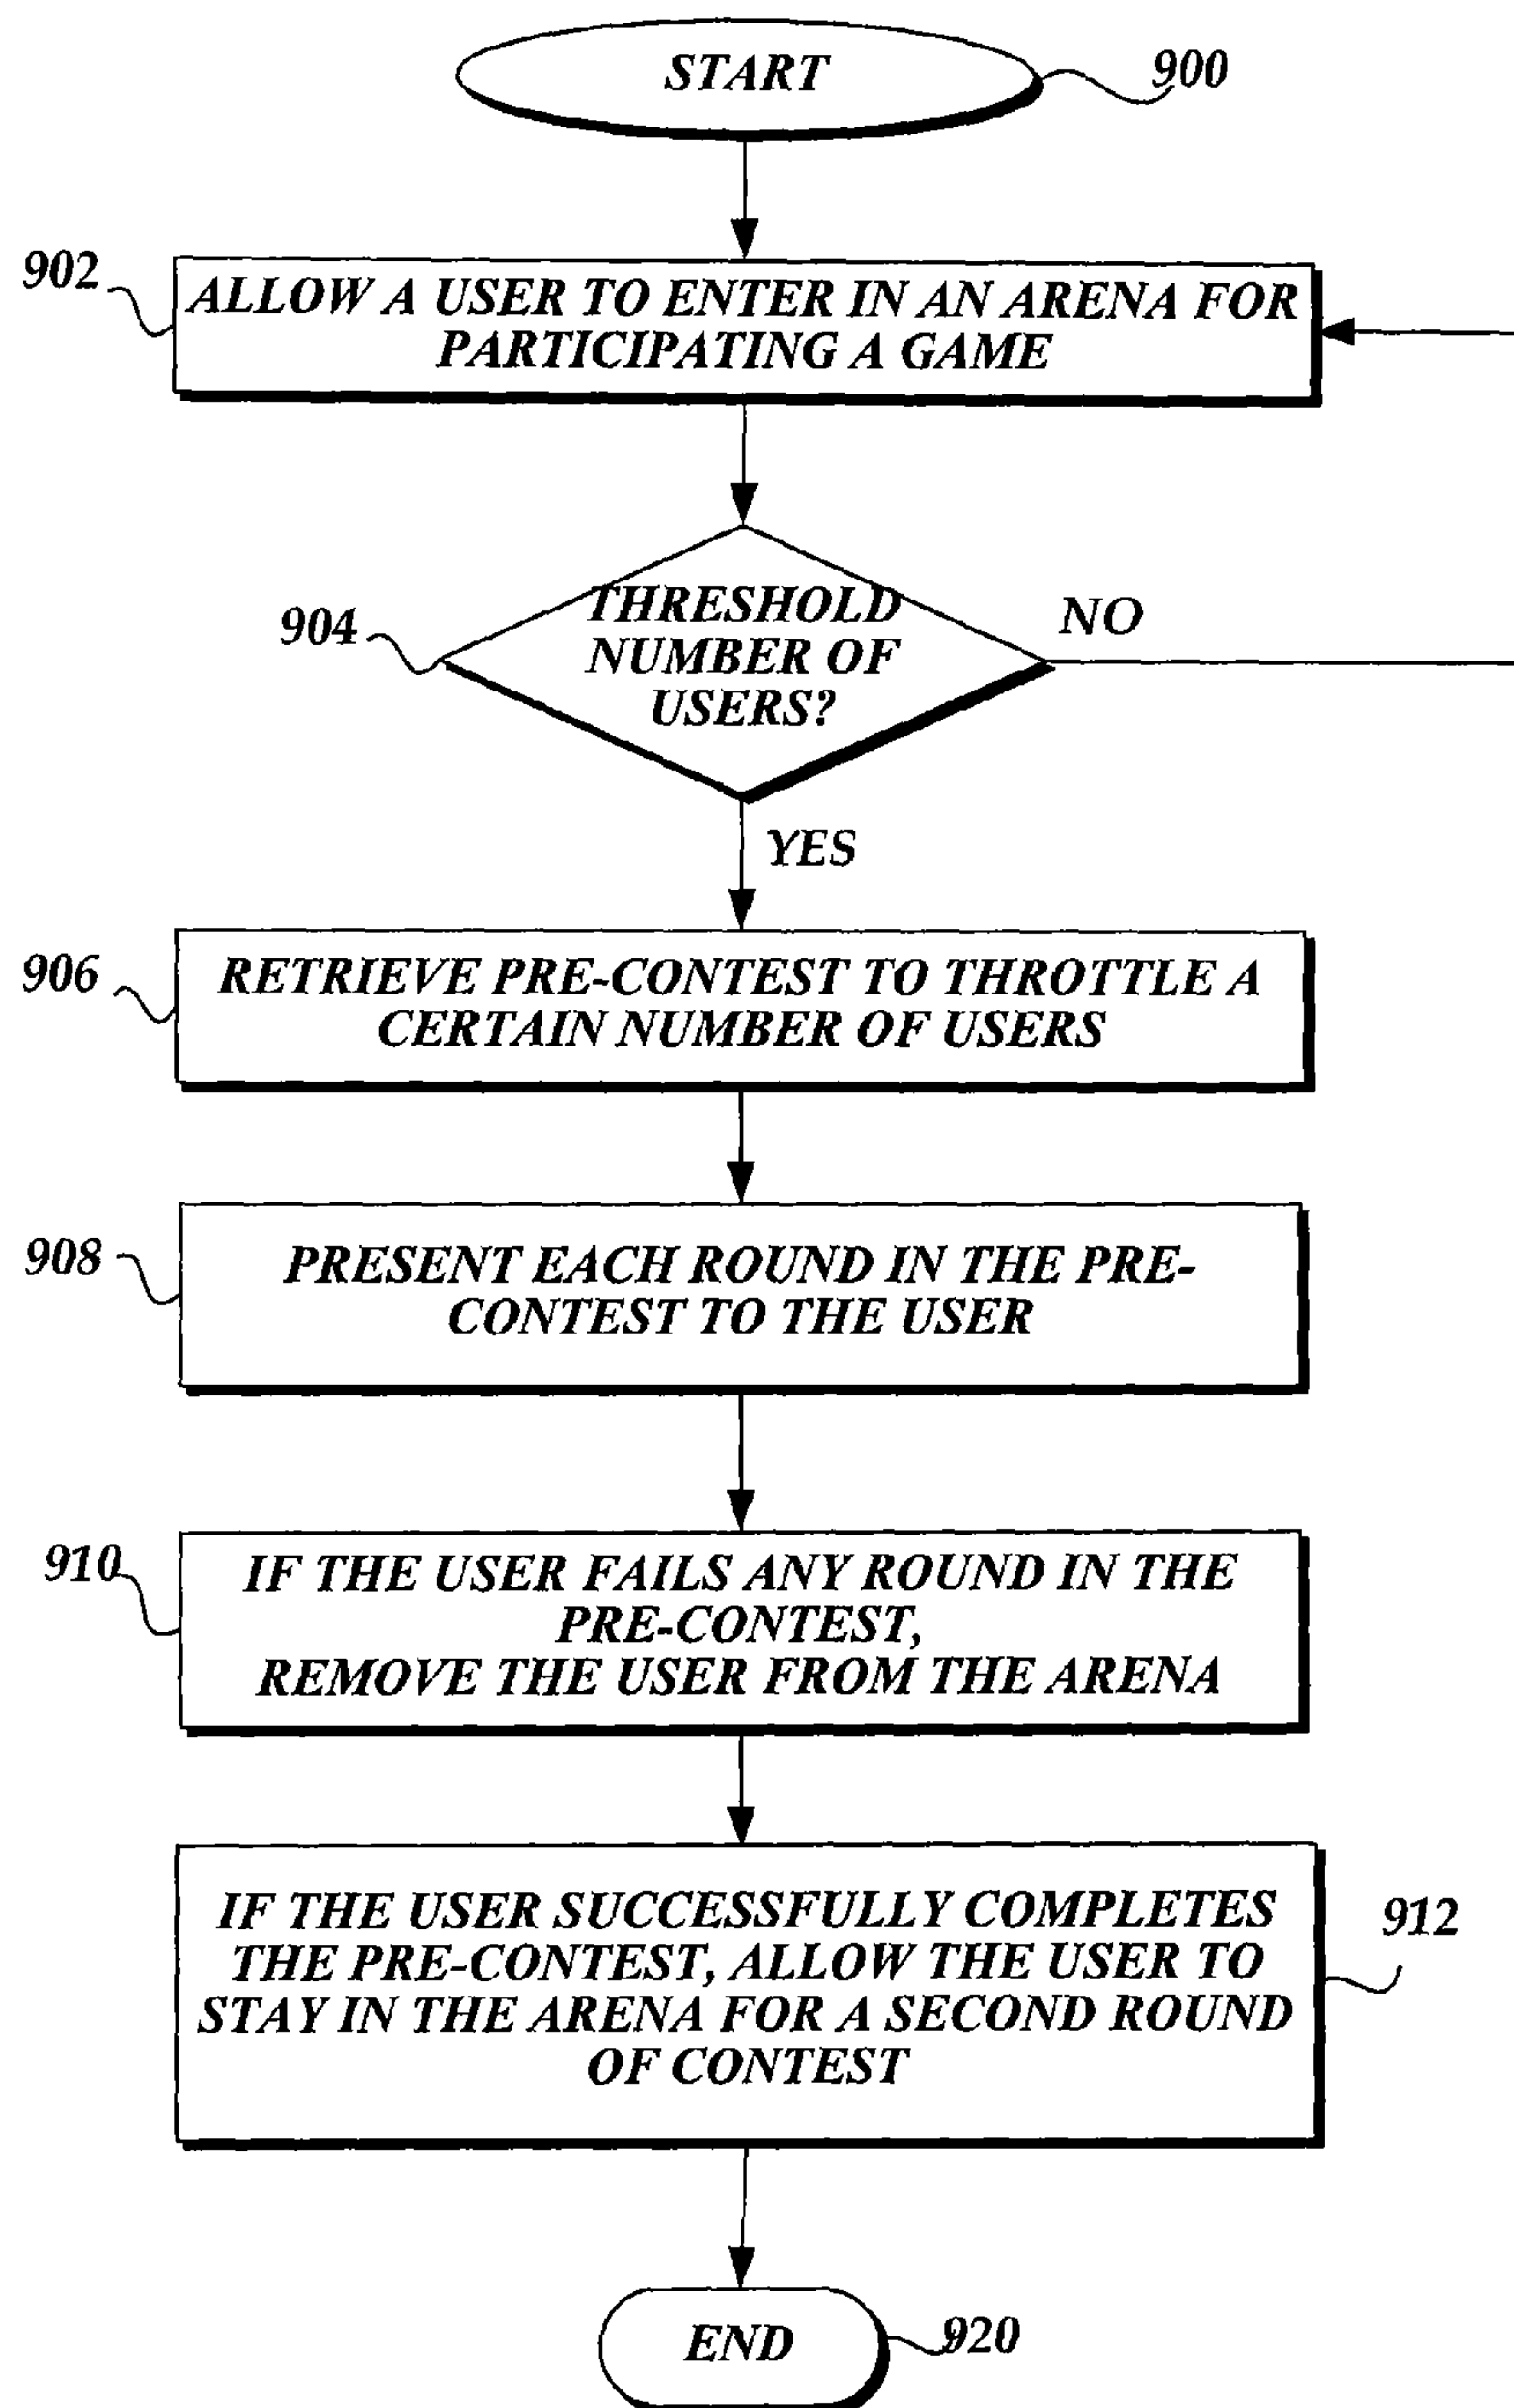 START
900
902
ALLOW A USER TO ENTER IN AN ARENA FOR
PARTICIPATING A GAME
904
THRESHOLD
NUMBER OF
USERS?
NO
YES
906
RETRIEVE PRE-CONTEST TO THROTTLE A
CERTAIN NUMBER OF USERS
908
PRESENT EACH ROUND IN THE PRE-
CONTEST TO THE USER
910
IF THE USER FAILS ANY ROUND IN THE
PRE-CONTEST,
REMOVE THE USER FROM THE ARENA
IF THE USER SUCCESSFULLY COMPLETES
THE PRE-CONTEST, ALLOW THE USER TO
STAY IN THE ARENA FOR A SECOND ROUND
OF CONTEST
912
END
920